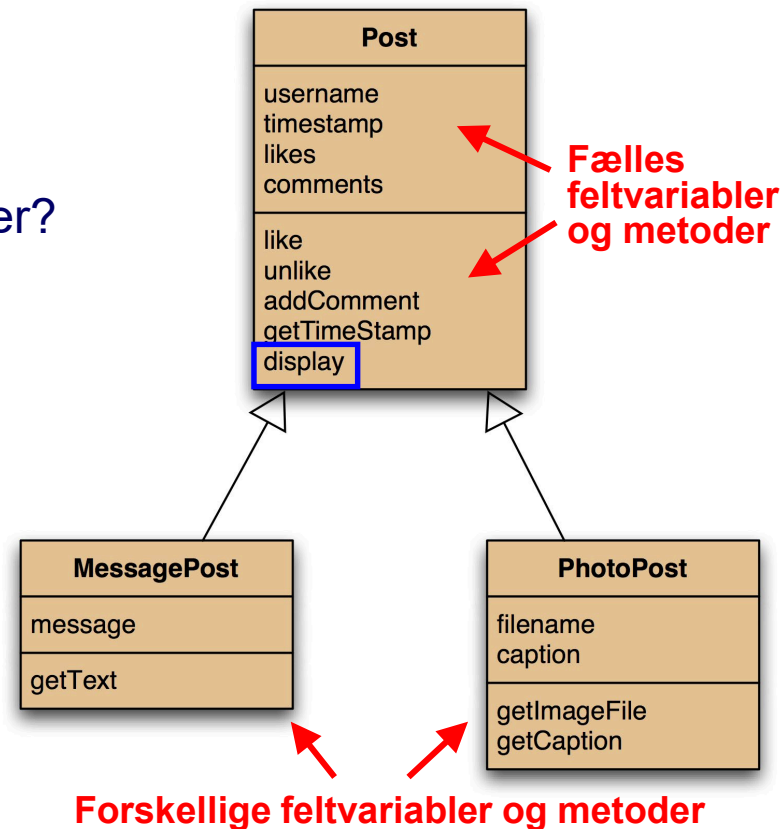 Post
username
timestamp
likes
comments
Fælles
feltvariabler
og metoder
er?
like
unlike
addComment
getTimeStamp
display
MessagePost
message
getText
PhotoPost
filename
caption
getImageFile
getCaption
Forskellige feltvariabler og metoder